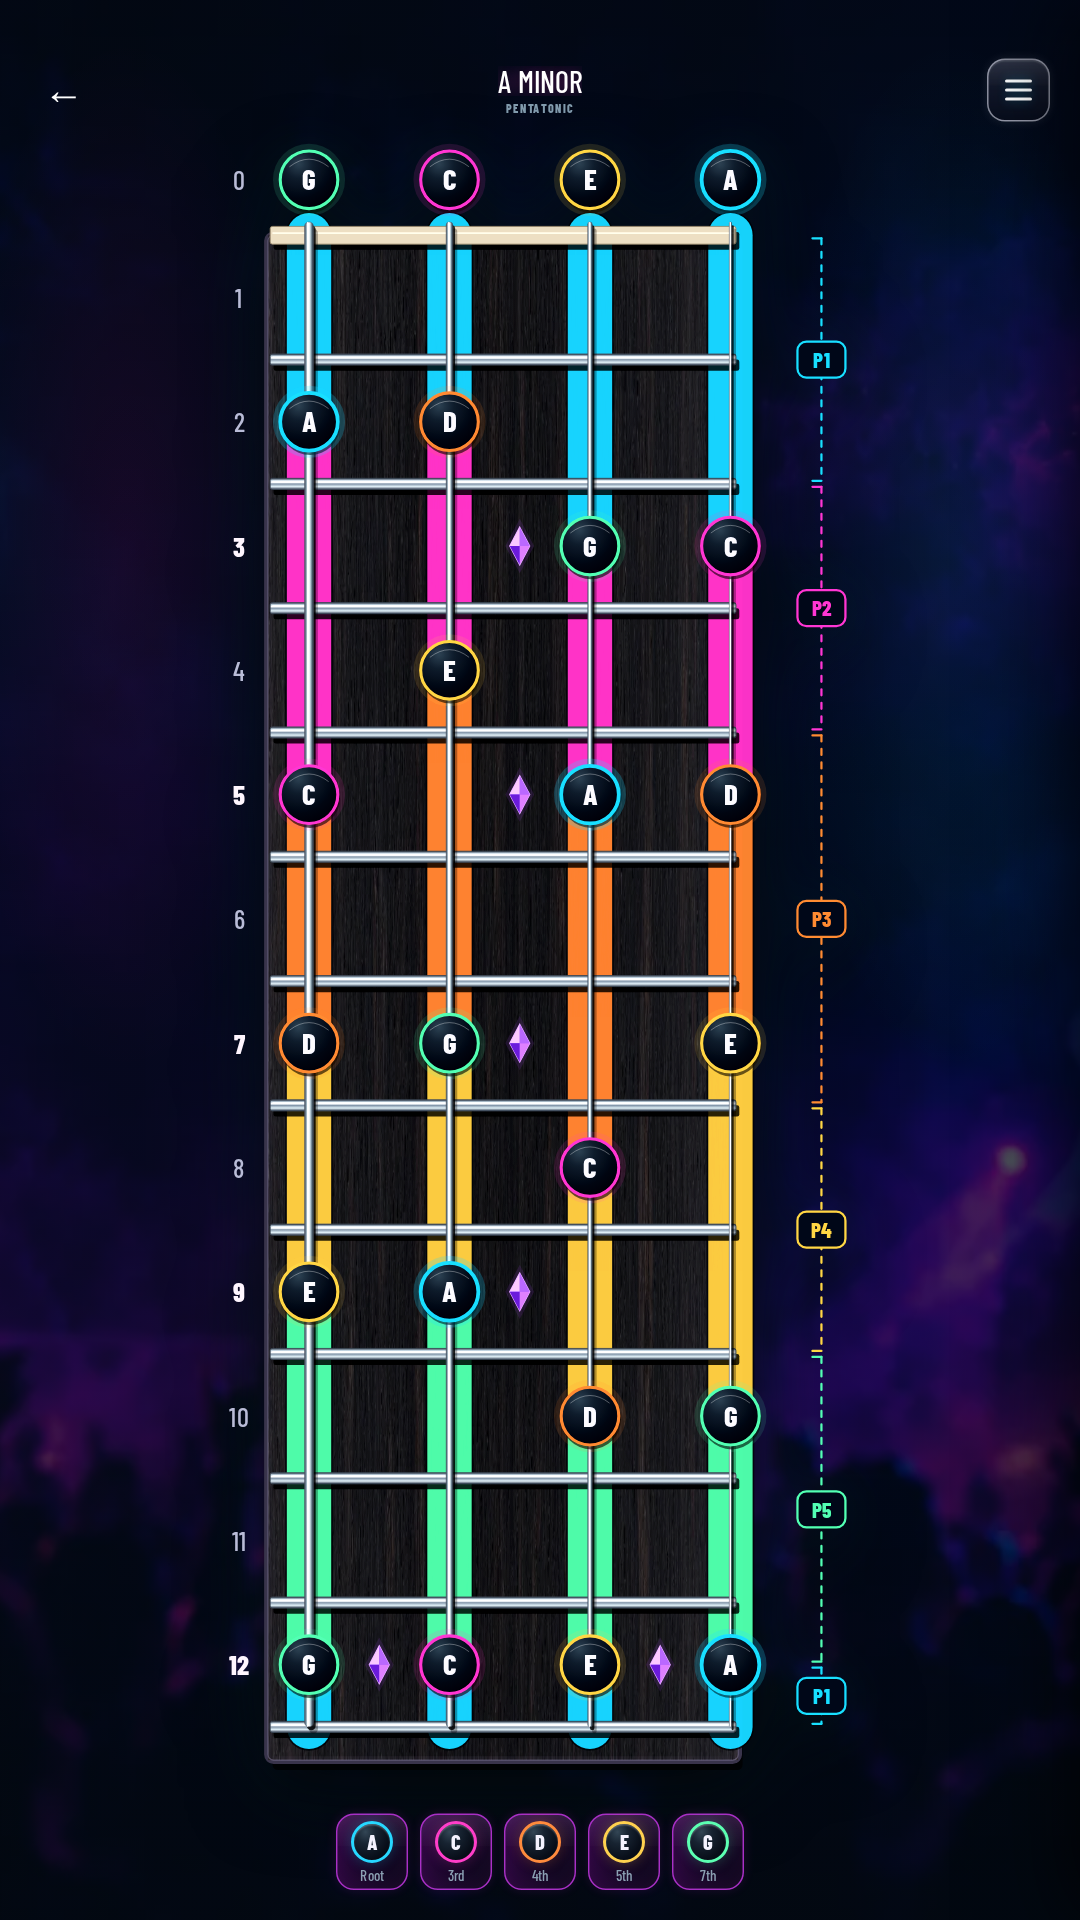 ←
A MINOR
PENTATONIC
0 G C E A
1
P1
2 A D
3 G C
P2
4 E
5 C A D
6 P3
7 D G E
8 C
P4
9 E A
10 D G
P5
11
12 G C E A
P1
A C D E G
Root 3rd 4th 5th 7th